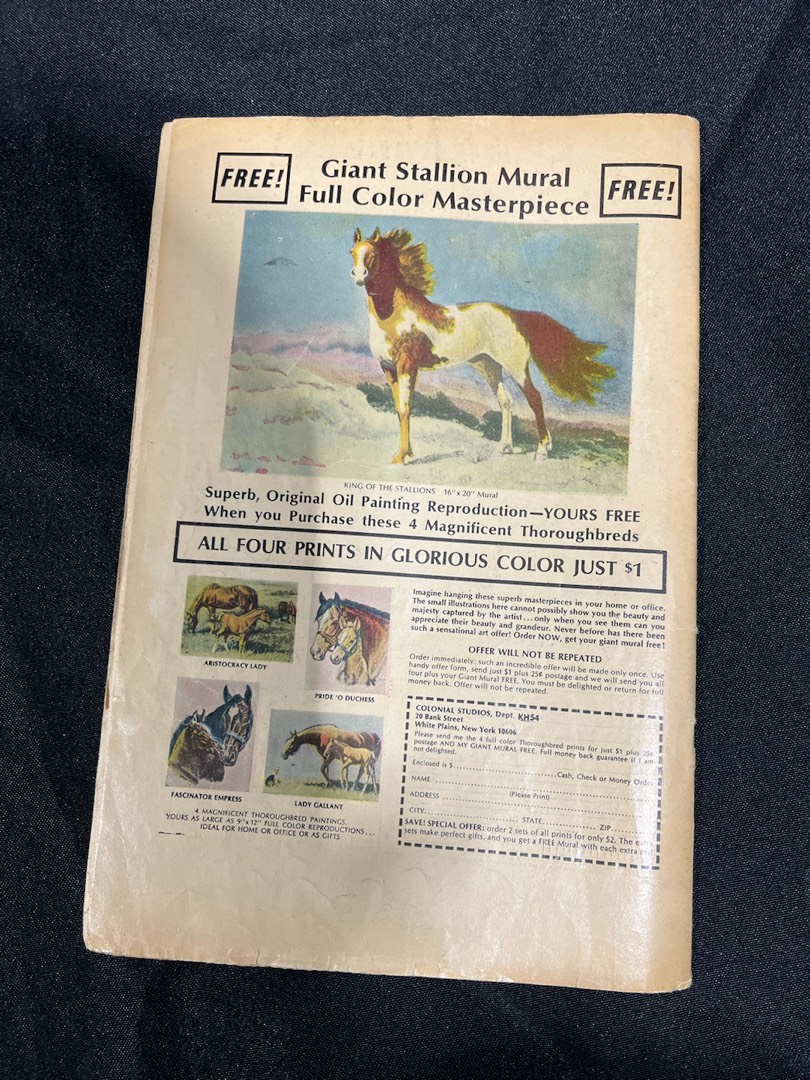 FREE!
Giant Stallion Mural
Full Color Masterpiece
FREE!
KING OF THE STALLIONS 16"x 20" Mural
Superb, Original Oil Painting Reproduction—YOURS FREE
When you Purchase these 4 Magnificent Thoroughbreds
ALL FOUR PRINTS IN GLORIOUS COLOR JUST $1
ARISTOCRACY LADY
PRIDE 'O DUCHESS
FASCINATOR EMPRESS
LADY GALLANT
4 MAGNIFICENT THOROUGHBRED PAINTINGS.
YOURS AS LARGE AS 9"x 12" FULL COLOR REPRODUCTIONS...
IDEAL FOR HOME OR OFFICE OR AS GIFTS
Imagine hanging these superb masterpieces in your home or office.
The small illustrations here cannot possibly show you the beauty and
majesty captured by the artist...only when you see them can you
appreciate their beauty and grandeur. Never before has there been
such a sensational art offer! Order NOW, get your giant mural free!
OFFER WILL NOT BE REPEATED
Order immediately; such an incredible offer will be made only once. Use
handy offer form, send just $1 plus 25¢ postage and we will send you all
four plus your Giant Mural FREE. You must be delighted or return for full
money back. Offer will not be repeated.
COLONIAL STUDIOS, Dept. KH54
20 Bank Street
White Plains, New York 10606
Please send me the 4 full color Thoroughbred prints for just $1 plus 25¢
postage AND MY GIANT MURAL FREE. Full money back guarantee if I am
not delighted.
Enclosed is $..............................Cash, Check or Money Order
NAME ..............................
(Please Print)
ADDRESS ..............................
CITY..............................STATE....................ZIP..........
SAVE! SPECIAL OFFER: order 2 sets of all prints for only $2. The extra
sets make perfect gifts, and you get a FREE Mural with each extra set